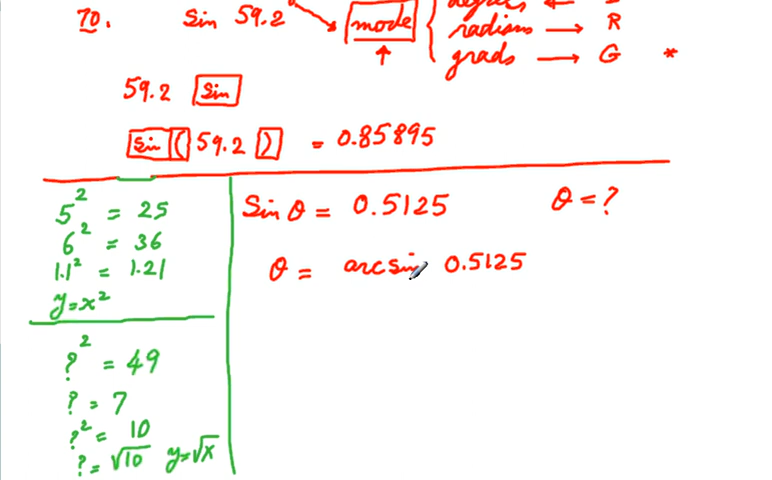 70. Sin 59.2 mode
radians → R
grads → G *
59.2 Sin
Sin ( 59.2 ) = 0.85895
5² = 25
6² = 36
1.1² = 1.21
y=x²
?² = 49
? = 7
?² = 10
? = √10 y=√x
Sin θ = 0.5125 θ = ?
θ = arcsin 0.5125